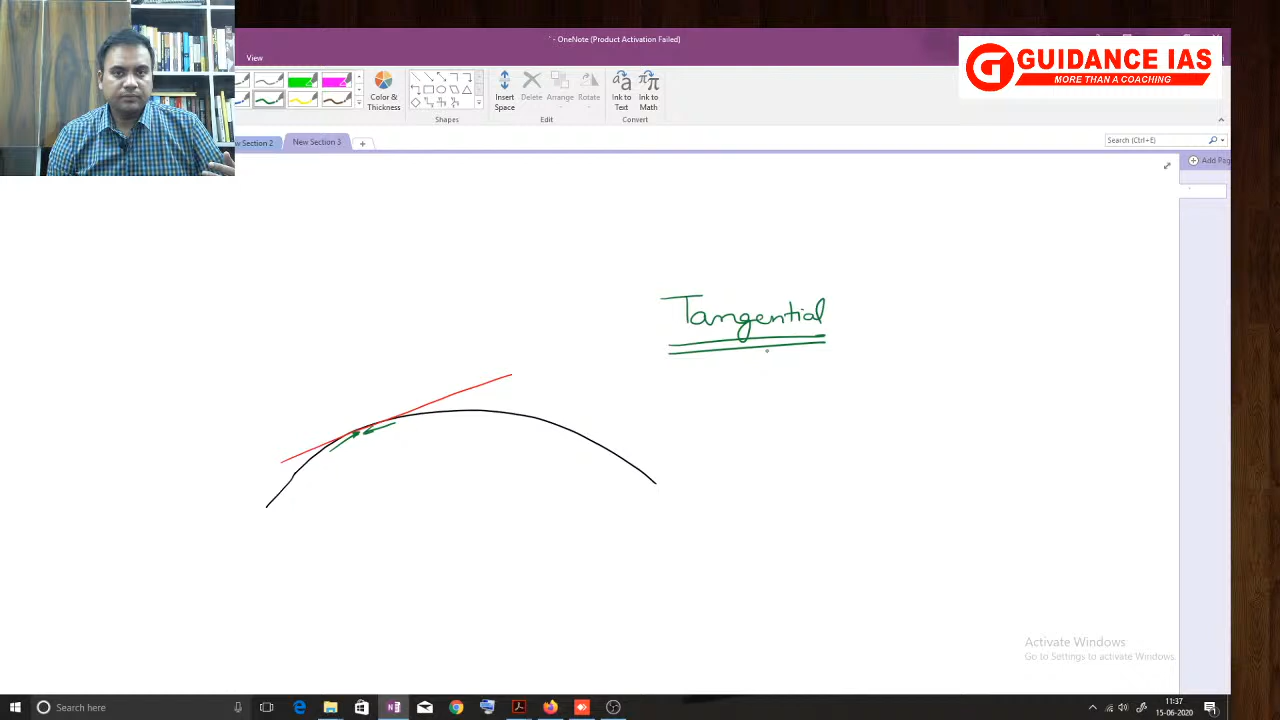 ' - OneNote (Product Activation Failed)
GUIDANCE IAS
MORE THAN A COACHING
View
Insert Space
Delete
Arrange
Rotate
Ink to Text
Ink to Math
Color & Thickness
Shapes
Edit
Convert
w Section 2
New Section 3
Search (Ctrl+E)
Add Pag
Tangential
Activate Windows
Go to Settings to activate Windows.
Search here
11:37
15-06-2020